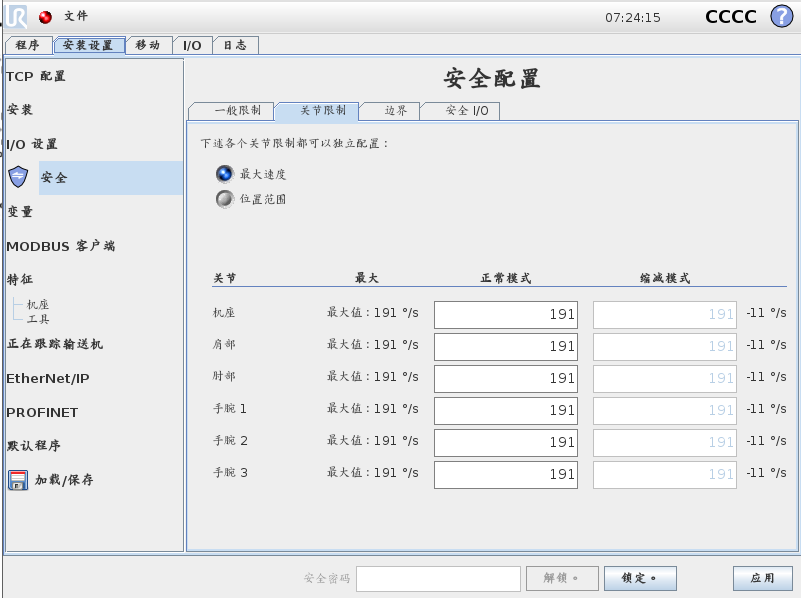 UR 文件 07:24:15 CCCC ?
程序 安装设置 移动 I/O 日志
TCP 配置
安装
I/O 设置
安全
变量
MODBUS 客户端
特征
机座
工具
正在跟踪输送机
EtherNet/IP
PROFINET
默认程序
加载/保存
安全配置
一般限制 关节限制 边界 安全 I/O
下述各个关节限制都可以独立配置：
最大速度
位置范围
关节 最大 正常模式 缩减模式
机座 最大值：191 °/s 191 191 -11 °/s
肩部 最大值：191 °/s 191 191 -11 °/s
肘部 最大值：191 °/s 191 191 -11 °/s
手腕 1 最大值：191 °/s 191 191 -11 °/s
手腕 2 最大值：191 °/s 191 191 -11 °/s
手腕 3 最大值：191 °/s 191 191 -11 °/s
安全密码 解锁。 锁定。 应用